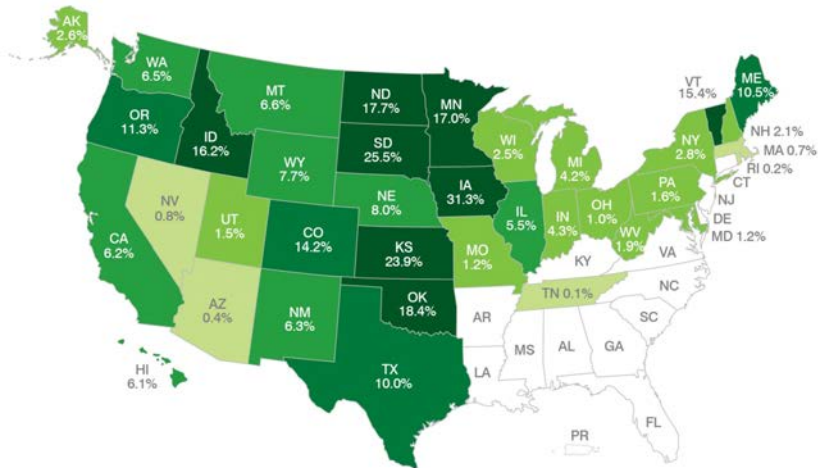 AK
2.6%
WA
6.5%
OR
11.3%
CA
6.2%
NV
0.8%
ID
16.2%
MT
6.6%
WY
7.7%
UT
1.5%
AZ
0.4%
CO
14.2%
NM
6.3%
HI
6.1%
ND
17.7%
SD
25.5%
NE
8.0%
KS
23.9%
OK
18.4%
TX
10.0%
MN
17.0%
IA
31.3%
MO
1.2%
AR
LA
WI
2.5%
IL
5.5%
MI
4.2%
IN
4.3%
OH
1.0%
KY
TN 0.1%
MS
AL
GA
FL
PR
SC
NC
VA
WV
1.9%
PA
1.6%
NY
2.8%
VT
15.4%
ME
10.5%
NH 2.1%
MA 0.7%
RI 0.2%
CT
NJ
DE
MD 1.2%